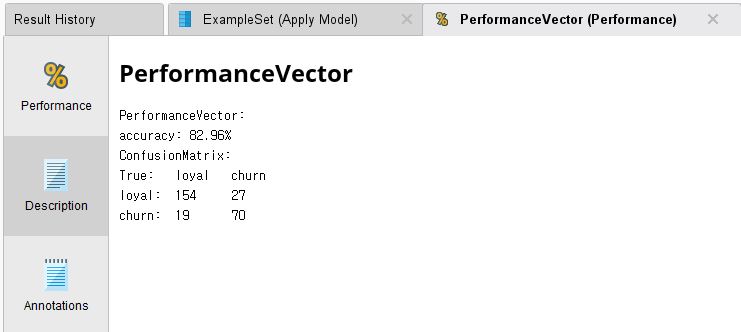 Result History
ExampleSet (Apply Model)
PerformanceVector (Performance)
Performance
Description
Annotations
PerformanceVector
PerformanceVector:
accuracy: 82.96%
ConfusionMatrix:
True: loyal churn
loyal: 154 27
churn: 19 70